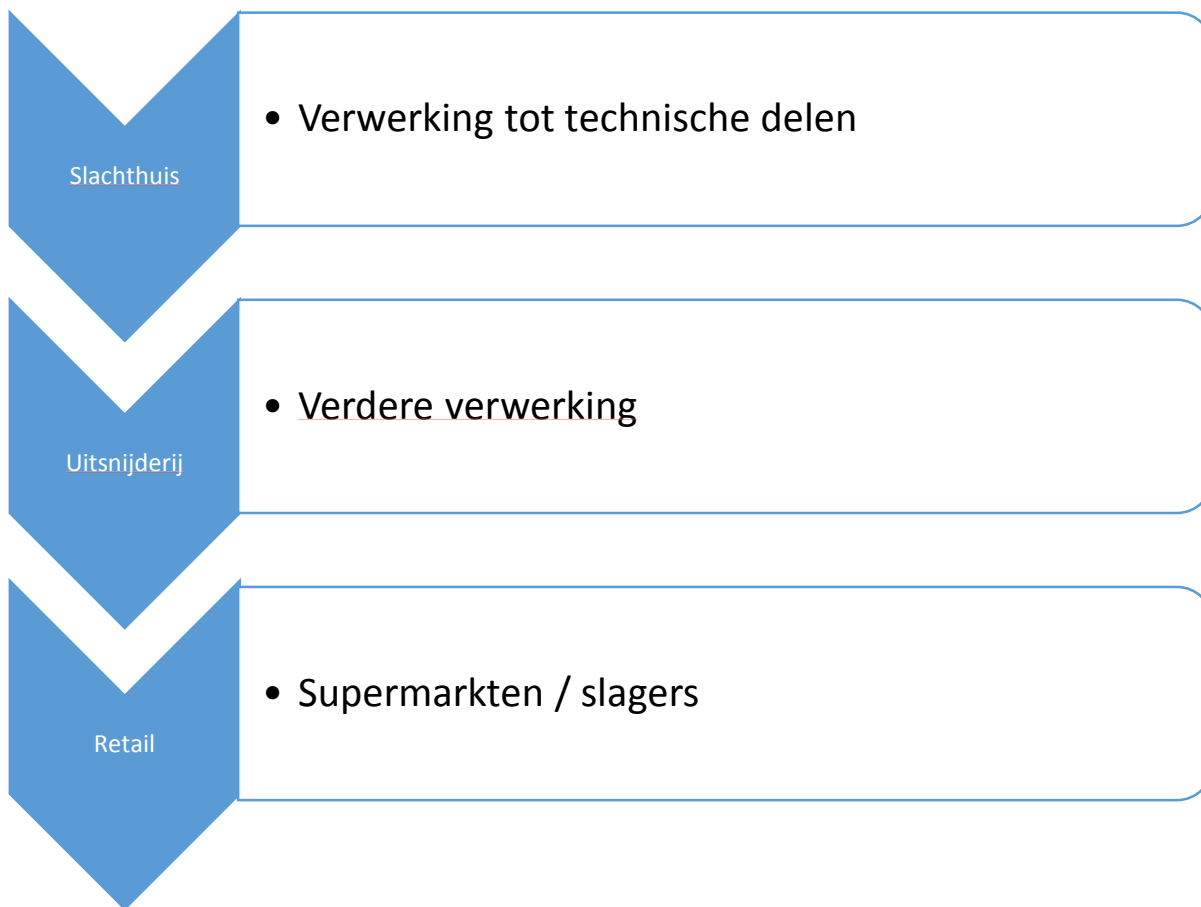 Slachthuis
• Verwerking tot technische delen
Uitsnijderij
• Verdere verwerking
Retail
• Supermarkten / slagers